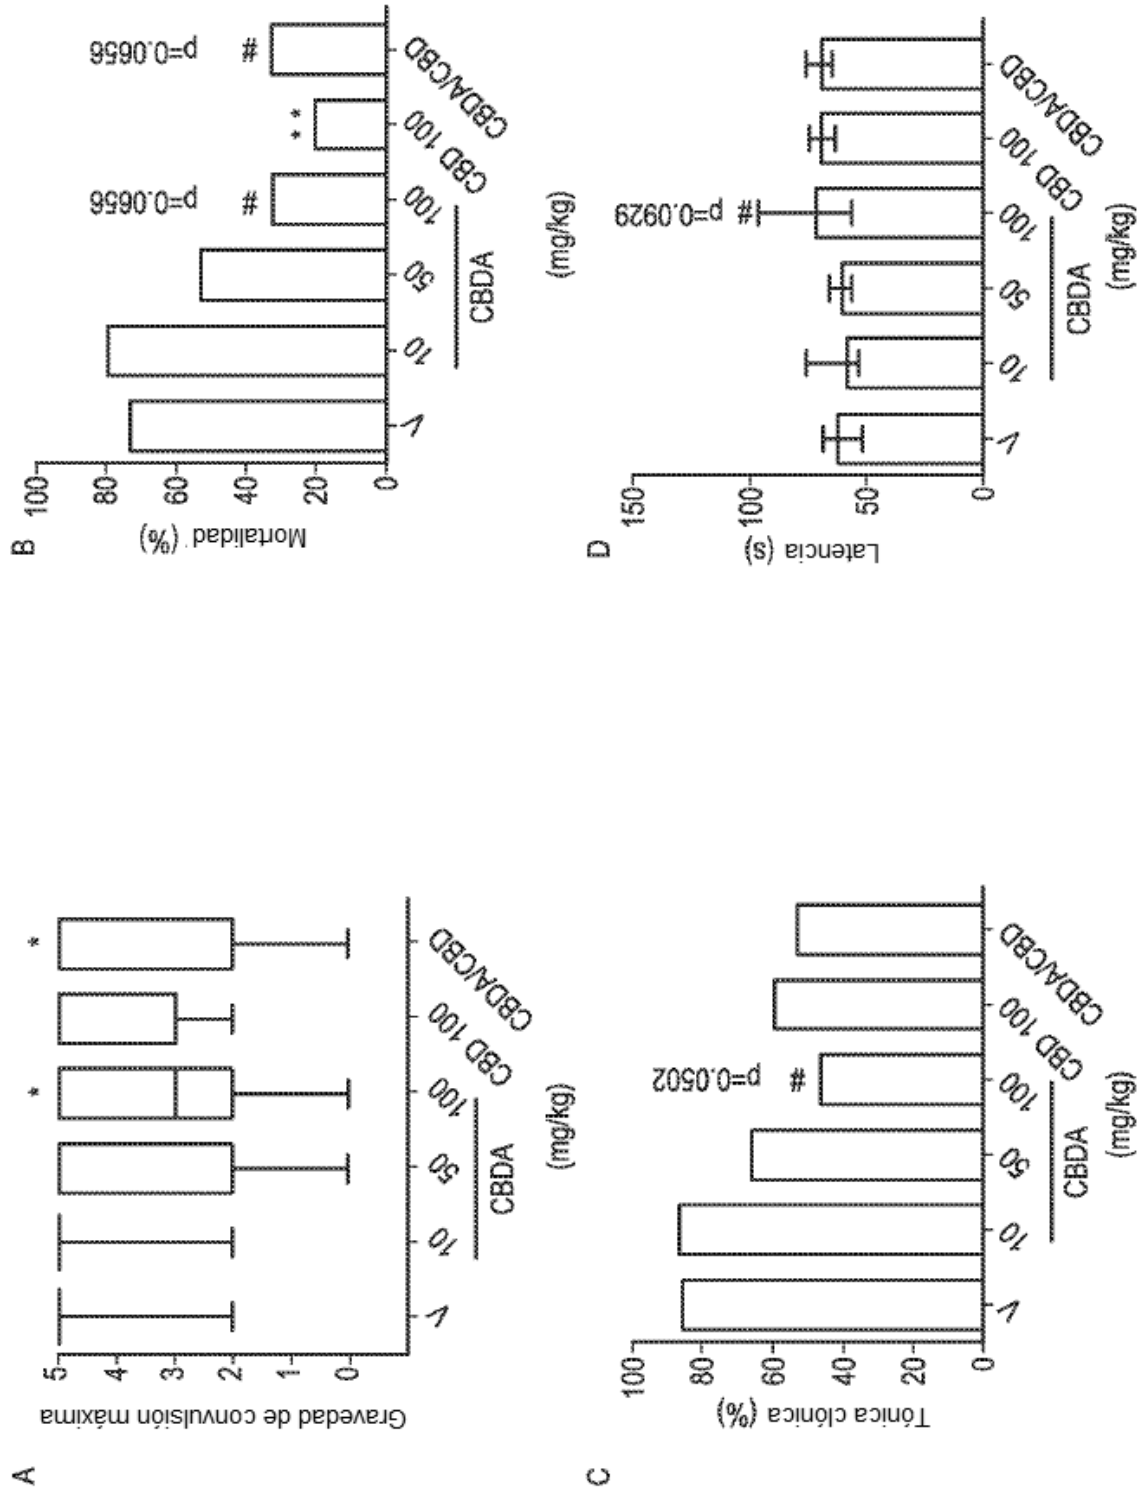 A
Gravedad de convulsión máxima
5
4
3
2
1
0
*
*
V
10
50
100
CBD 100
CBDA/CBD
CBDA
(mg/kg)
B
Mortalidad (%)
100
80
60
40
20
0
#
p=0.0656
**
#
p=0.0656
V
10
50
100
CBD 100
CBDA/CBD
CBDA
(mg/kg)
C
Tónica clónica (%)
100
80
60
40
20
0
#
p=0.0502
V
10
50
100
CBD 100
CBDA/CBD
CBDA
(mg/kg)
D
Latencia (s)
150
100
50
0
# p=0.0929
V
10
50
100
CBD 100
CBDA/CBD
CBDA
(mg/kg)